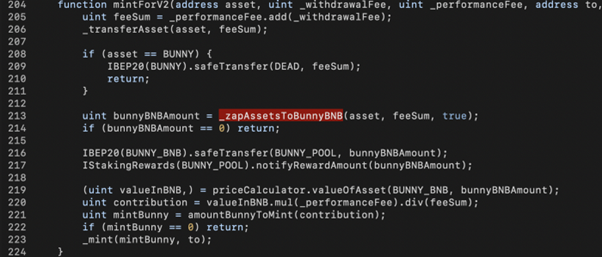 204 function mintForV2(address asset, uint _withdrawalFee, uint _performanceFee, address to,
205 uint feeSum = _performanceFee.add(_withdrawalFee);
206 _transferAsset(asset, feeSum);
207
208 if (asset == BUNNY) {
209 IBEP20(BUNNY).safeTransfer(DEAD, feeSum);
210 return;
211 }
212
213 uint bunnyBNBAmount = _zapAssetsToBunnyBNB(asset, feeSum, true);
214 if (bunnyBNBAmount == 0) return;
215
216 IBEP20(BUNNY_BNB).safeTransfer(BUNNY_POOL, bunnyBNBAmount);
217 IStakingRewards(BUNNY_POOL).notifyRewardAmount(bunnyBNBAmount);
218
219 (uint valueInBNB,) = priceCalculator.valueOfAsset(BUNNY_BNB, bunnyBNBAmount);
220 uint contribution = valueInBNB.mul(_performanceFee).div(feeSum);
221 uint mintBunny = amountBunnyToMint(contribution);
222 if (mintBunny == 0) return;
223 _mint(mintBunny, to);
224 }